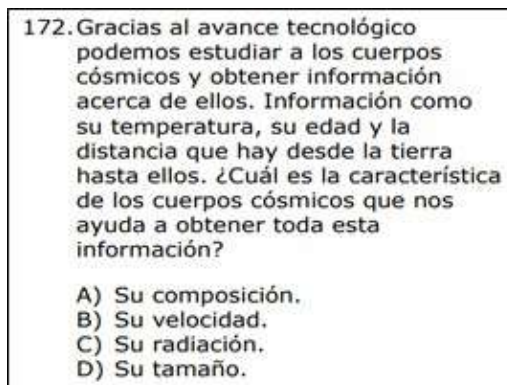 172. Gracias al avance tecnológico
podemos estudiar a los cuerpos
cósmicos y obtener información
acerca de ellos. Información como
su temperatura, su edad y la
distancia que hay desde la tierra
hasta ellos. ¿Cuál es la característica
de los cuerpos cósmicos que nos
ayuda a obtener toda esta
información?
A) Su composición.
B) Su velocidad.
C) Su radiación.
D) Su tamaño.